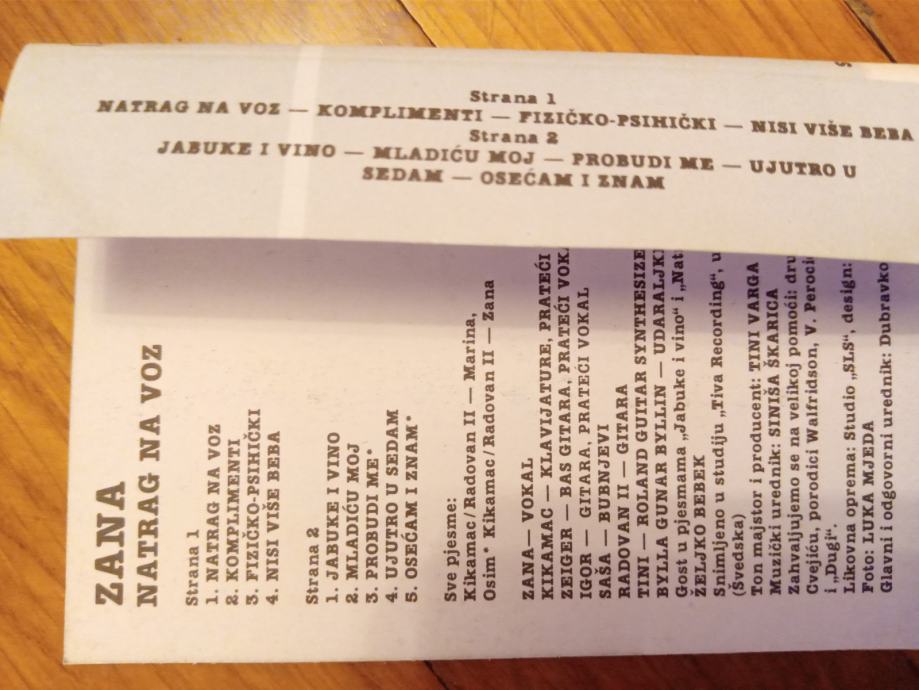 Strana 1
NATRAG NA VOZ — KOMPLIMENTI — FIZIČKO-PSIHIČKI — NISI VIŠE BEBA
Strana 2
JABUKE I VINO — MLADIĆU MOJ — PROBUDI ME — UJUTRO U
SEDAM — OSEĆAM I ZNAM
ZANA
NATRAG NA VOZ
Strana 1
1. NATRAG NA VOZ
2. KOMPLIMENTI
3. FIZIČKO-PSIHIČKI
4. NISI VIŠE BEBA
Strana 2
1. JABUKE I VINO
2. MLADIĆU MOJ
3. PROBUDI ME*
4. UJUTRO U SEDAM
5. OSEĆAM I ZNAM*
Sve pjesme:
Kikamac/Radovan II — Marina,
Osim* Kikamac/Radovan II — Zana
ZANA — VOKAL
KIKAMAC — KLAVIJATURE, PRATEĆI
ZEIGER — BAS GITARA, PRATEĆI
IGOR — GITARA, PRATEĆI VOKAL
SAŠA — BUBNJEVI
RADOVAN II — GITARA
TINI — ROLAND GUITAR
BYLLA GUNAR BYLIN —
Gost u pjesmama „Jabuke i vino" i
ŽELJKO BEBEK
Snimljeno u studiju „Tiva Recording",
(Švedska)
Ton majstor i producent: TINI VARGA
Muzički urednik: SINIŠA ŠKARICA
Zahvaljujemo se na velikoj pomoći:
Cvejiću, porodici Walfridson, V.
i „Dugi".
Likovna oprema: Studio „SLS", design:
Foto: LUKA MJEDA
Glavni i odgovorni urednik: Dubravko